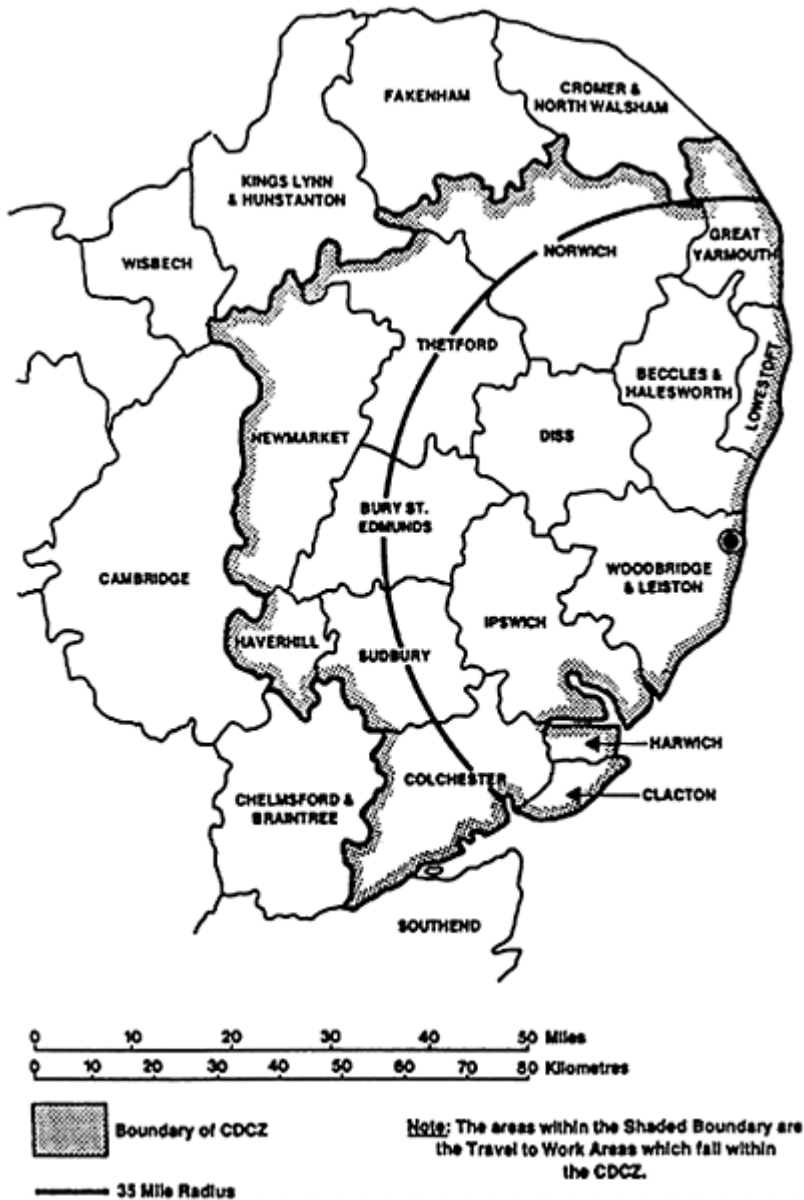 FAKENHAM
CROMER &
NORTH WALSHAM
KINGS LYNN
& HUNSTANTON
WISBECH
NORWICH
GREAT
YARMOUTH
THETFORD
BECCLES &
HALESWORTH
LOWESTOFT
NEWMARKET
DISS
BURY ST.
EDMUNDS
CAMBRIDGE
WOODBRIDGE
& LEISTON
IPSWICH
HAVERHILL
SUDBURY
HARWICH
COLCHESTER
CLACTON
CHELMSFORD &
BRAINTREE
SOUTHEND
0 10 20 30 40 50 Miles
0 10 20 30 40 50 60 70 80 Kilometres
Boundary of CDCZ
Note: The areas within the Shaded Boundary are
the Travel to Work Areas which fall within
the CDCZ.
35 Mile Radius